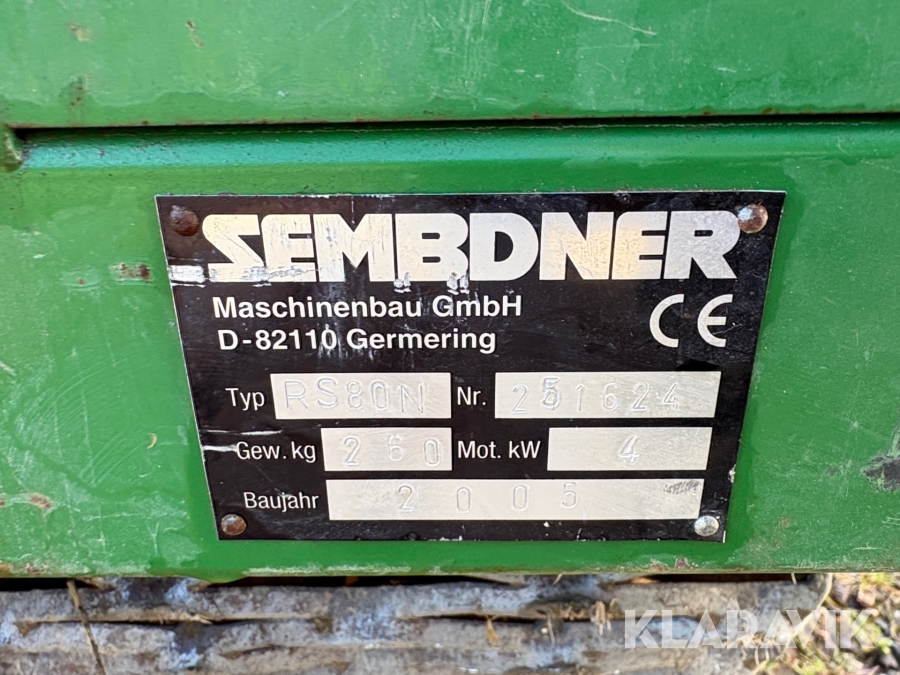 SEMBDNER
Maschinenbau GmbH
D-82110 Germering
CE
Typ RS80N Nr. 251624
Gew. kg 260 Mot. kW 4
Baujahr 2005
KLARAVIK